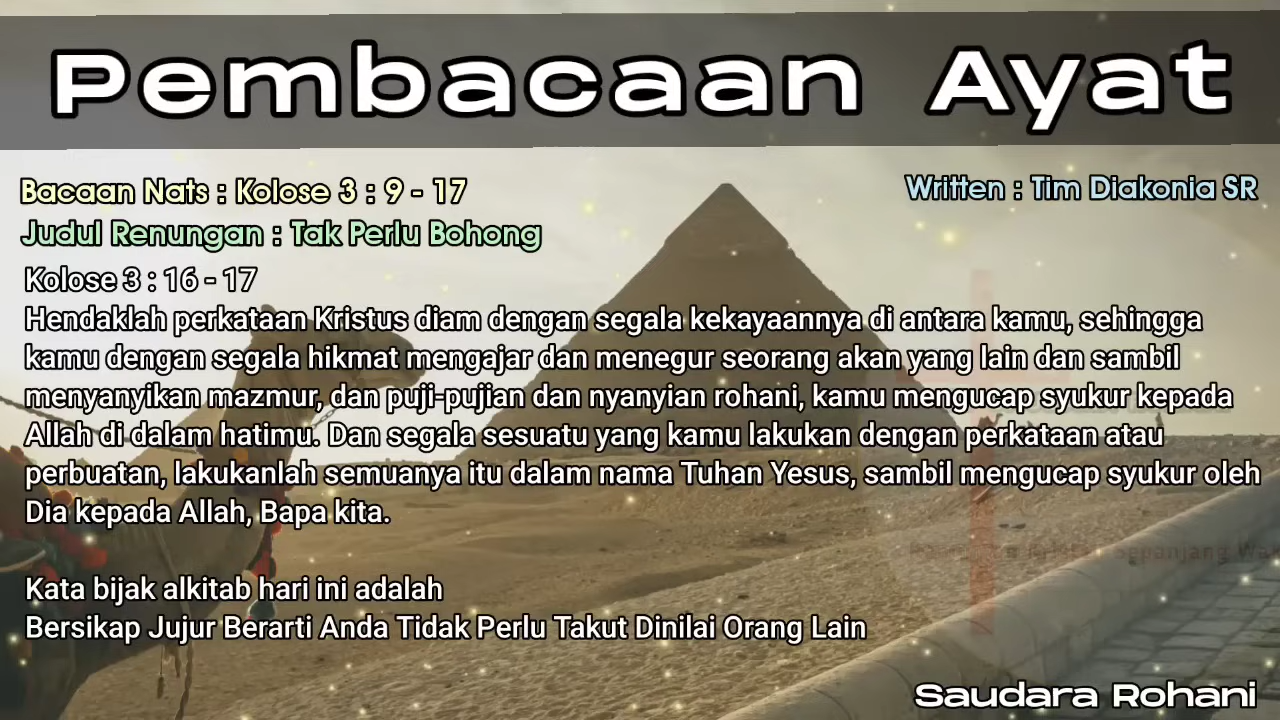 Pembacaan Ayat
Bacaan Nats : Kolose 3 : 9 - 17
Written : Tim Diakonia SR
Judul Renungan : Tak Perlu Bohong
Kolose 3 : 16 - 17
Hendaklah perkataan Kristus diam dengan segala kekayaannya di antara kamu, sehingga
kamu dengan segala hikmat mengajar dan menegur seorang akan yang lain dan sambil
menyanyikan mazmur, dan puji-pujian dan nyanyian rohani, kamu mengucap syukur kepada
Allah di dalam hatimu. Dan segala sesuatu yang kamu lakukan dengan perkataan atau
perbuatan, lakukanlah semuanya itu dalam nama Tuhan Yesus, sambil mengucap syukur oleh
Dia kepada Allah, Bapa kita.
Sepanjang
Kata bijak alkitab hari ini adalah
Bersikap Jujur Berarti Anda Tidak Perlu Takut Dinilai Orang Lain
Saudara Rohani